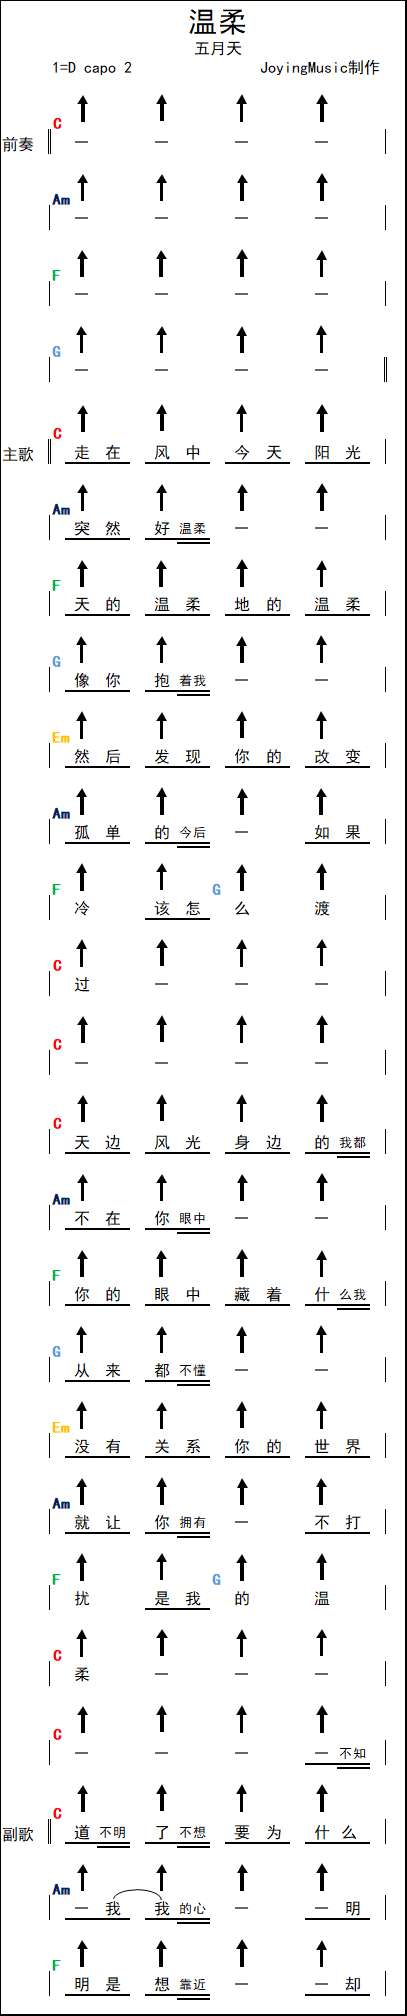 温柔
五月天
1=D capo 2 JoyingMusic制作
C
前奏 — — — —
Am
— — — —
F
— — — —
G
— — — —
C
主歌 走在 风中 今天 阳光
Am
突然 好温柔 — —
F
天的 温柔 地的 温柔
G
像你 抱着我 — —
Em
然后 发现 你的 改变
Am
孤单 的今后 — 如果
F G
冷 该怎 么 渡
C
过 — — —
C
— — — —
C
天边 风光 身边 的我都
Am
不在 你眼中 — —
F
你的 眼中 藏着 什么我
G
从来 都不懂 — —
Em
没有 关系 你的 世界
Am
就让 你拥有 — 不打
F G
扰 是我 的 温
C
柔 — — —
C
— — — —不知
C
副歌 道不明 了不想 要为 什么
Am
—我 我的心 — —明
F
明是 想靠近 — —却